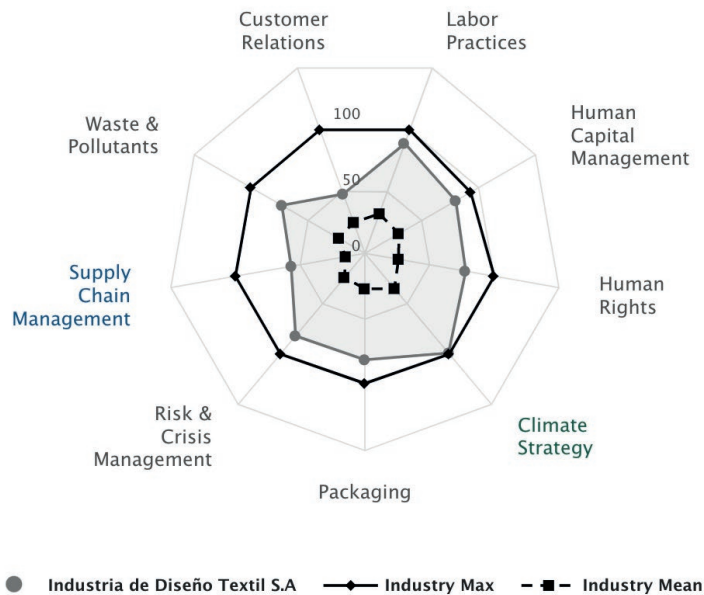 Customer
Relations
Labor
Practices
Waste &
Pollutants
100
Human
Capital
Management
50
0
Supply
Chain
Management
Human
Rights
Risk &
Crisis
Management
Climate
Strategy
Packaging
Industria de Diseño Textil S.A
Industry Max
Industry Mean